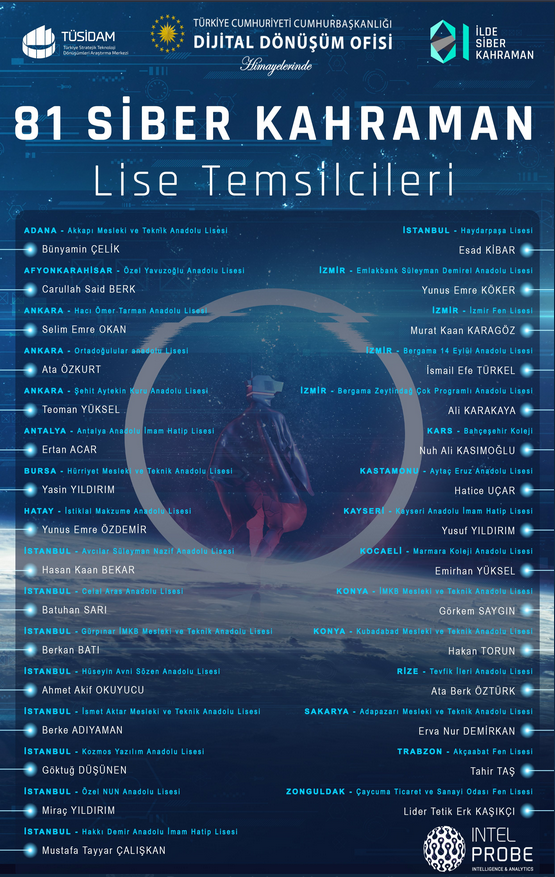 TÜSİDAM
Türkiye Stratejik Teknoloji
Dönüşümleri Araştırma Merkezi
TÜRKİYE CUMHURİYETİ CUMHURBAŞKANLIĞI
DİJİTAL DÖNÜŞÜM OFİSİ
Himayelerinde
81 İLDE
SİBER
KAHRAMAN
81 SİBER KAHRAMAN
Lise Temsilcileri
ADANA - Akkapı Mesleki ve Teknik Anadolu Lisesi
Bünyamin ÇELİK
AFYONKARAHİSAR - Özel Yavuzoğlu Anadolu Lisesi
Carullah Said BERK
ANKARA - Hacı Ömer Tarman Anadolu Lisesi
Selim Emre OKAN
ANKARA - Ortadoğulular anadolu Lisesi
Ata ÖZKURT
ANKARA - Şehit Aytekin Kuru Anadolu Lisesi
Teoman YÜKSEL
ANTALYA - Antalya Anadolu İmam Hatip Lisesi
Ertan ACAR
BURSA - Hürriyet Mesleki ve Teknik Anadolu Lisesi
Yasin YILDIRIM
HATAY - İstiklal Makzume Anadolu Lisesi
Yunus Emre ÖZDEMİR
İSTANBUL - Avcılar Süleyman Nazif Anadolu Lisesi
Hasan Kaan BEKAR
İSTANBUL - Celal Aras Anadolu Lisesi
Batuhan SARI
İSTANBUL - Gürpınar İMKB Mesleki ve Teknik Anadolu Lisesi
Berkan BATI
İSTANBUL - Hüseyin Avni Sözen Anadolu Lisesi
Ahmet Akif OKUYUCU
İSTANBUL - İsmet Aktar Mesleki ve Teknik Anadolu Lisesi
Berke ADIYAMAN
İSTANBUL - Kozmos Yazılım Anadolu Lisesi
Göktuğ DÜŞÜNEN
İSTANBUL - Özel NUN Anadolu Lisesi
Miraç YILDIRIM
İSTANBUL - Hakkı Demir Anadolu İmam Hatip Lisesi
Mustafa Tayyar ÇALIŞKAN
İSTANBUL - Haydarpaşa Lisesi
Esad KİBAR
İZMİR - Emlakbank Süleyman Demirel Anadolu Lisesi
Yunus Emre KÖKER
İZMİR - İzmir Fen Lisesi
Murat Kaan KARAGÖZ
İZMİR - Bergama 14 Eylül Anadolu Lisesi
İsmail Efe TÜRKEL
İZMİR - Bergama Zeytindağ Çok Programlı Anadolu Lisesi
Ali KARAKAYA
KARS - Bahçeşehir Koleji
Nuh Ali KASIMOĞLU
KASTAMONU - Aytaç Eruz Anadolu Lisesi
Hatice UÇAR
KAYSERİ - Kayseri Anadolu İmam Hatip Lisesi
Yusuf YILDIRIM
KOCAELİ - Marmara Koleji Anadolu Lisesi
Emirhan YÜKSEL
KONYA - İMKB Mesleki ve Teknik Anadolu Lisesi
Görkem SAYGIN
KONYA - Kubadabad Mesleki ve Teknik Anadolu Lisesi
Hakan TORUN
RİZE - Tevfik İleri Anadolu Lisesi
Ata Berk ÖZTÜRK
SAKARYA - Adapazarı Mesleki ve Teknik Anadolu Lisesi
Erva Nur DEMİRKAN
TRABZON - Akçaabat Fen Lisesi
Tahir TAŞ
ZONGULDAK - Çaycuma Ticaret ve Sanayi Odası Fen Lisesi
Lider Tetik Erk KAŞIKÇI
INTEL
PROBE
INTELLIGENCE & ANALYTICS